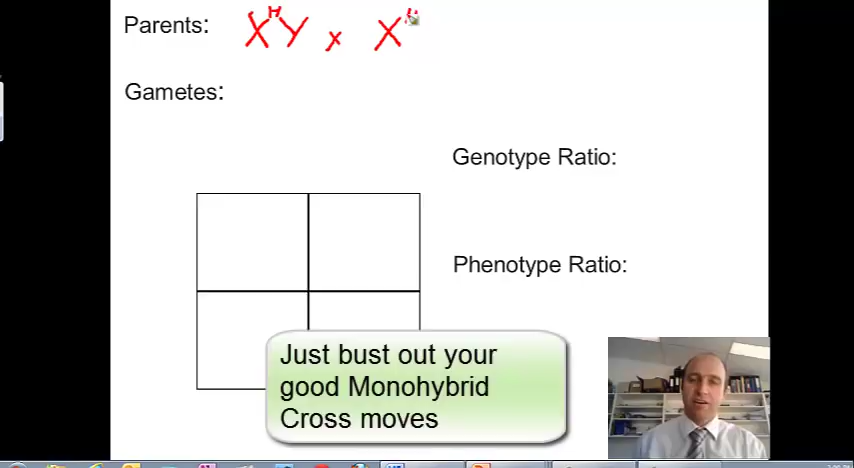 Parents: XᴴY x Xᴴ
Gametes:
Genotype Ratio:
Phenotype Ratio:
Just bust out your
good Monohybrid
Cross moves